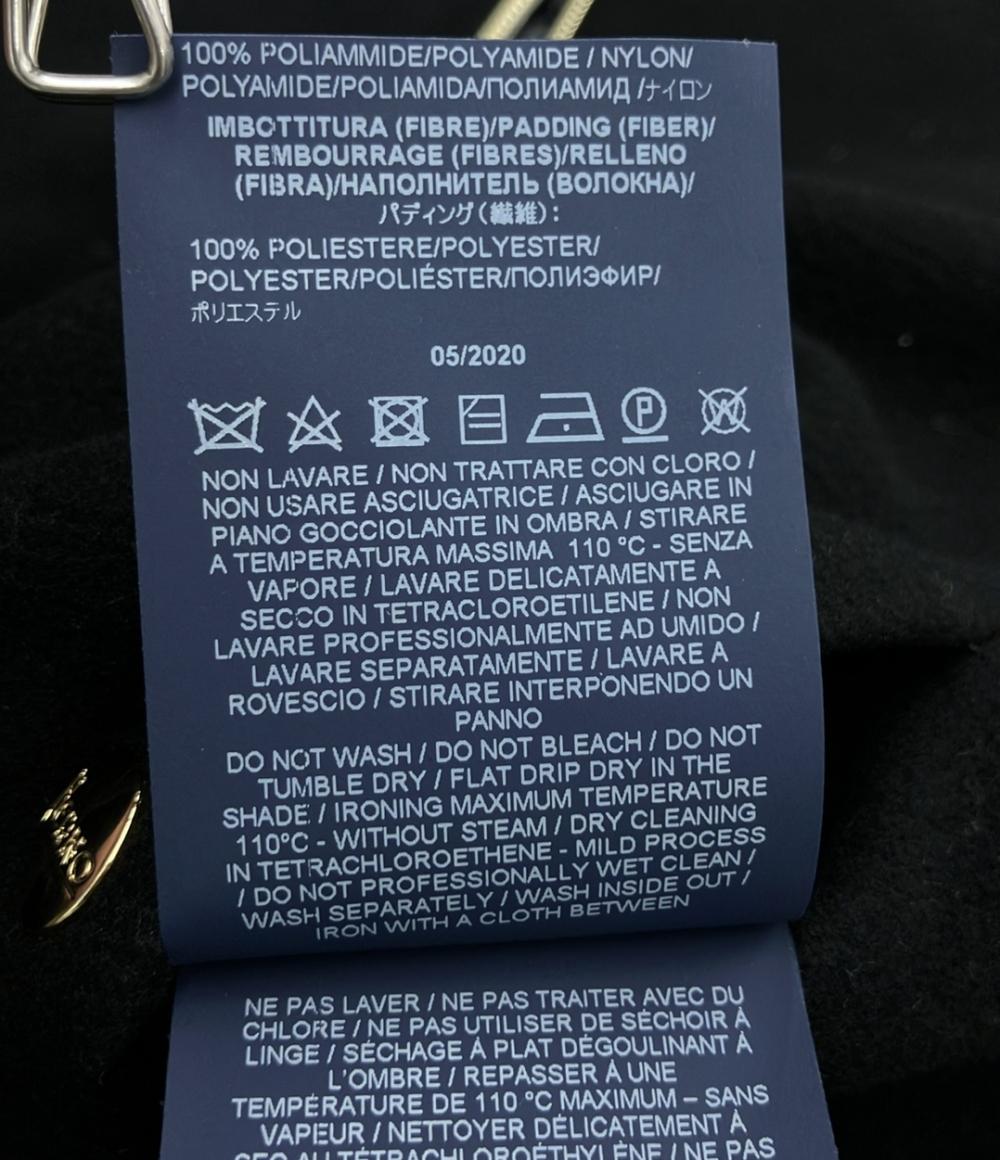 100% POLIAMMIDE/POLYAMIDE / NYLON/
POLYAMIDE/POLIAMIDA/ПОЛИАМИД /ナイロン
IMBOTTITURA (FIBRE)/PADDING (FIBER)/
REMBOURRAGE (FIBRES)/RELLENO
(FIBRA)/НАПОЛНИТЕЛЬ (ВОЛОКНА)/
パディング(繊維):
100% POLIESTERE/POLYESTER/
POLYESTER/POLIÉSTER/ПОЛИЭФИР/
ポリエステル
05/2020
P
W
NON LAVARE / NON TRATTARE CON CLORO /
NON USARE ASCIUGATRICE / ASCIUGARE IN
PIANO GOCCIOLANTE IN OMBRA / STIRARE
A TEMPERATURA MASSIMA 110 °C - SENZA
VAPORE / LAVARE DELICATAMENTE A
SECCO IN TETRACLOROETILENE / NON
LAVARE PROFESSIONALMENTE AD UMIDO /
LAVARE SEPARATAMENTE / LAVARE A
ROVESCIO / STIRARE INTERPONENDO UN
PANNO
DO NOT WASH / DO NOT BLEACH / DO NOT
TUMBLE DRY / FLAT DRIP DRY IN THE
SHADE / IRONING MAXIMUM TEMPERATURE
110°C - WITHOUT STEAM / DRY CLEANING
IN TETRACHLOROETHENE - MILD PROCESS
/ DO NOT PROFESSIONALLY WET CLEAN /
WASH SEPARATELY / WASH INSIDE OUT /
IRON WITH A CLOTH BETWEEN
NE PAS LAVER / NE PAS TRAITER AVEC DU
CHLORE / NE PAS UTILISER DE SÉCHOIR À
LINGE / SÉCHAGE À PLAT DÉGOULINANT À
L'OMBRE / REPASSER À UNE
TEMPÉRATURE DE 110 °C MAXIMUM – SANS
VAPEUR / NETTOYER DÉLICATEMENT À
SEC AU TÉTRACHLOROÉTHYLÈNE / NE PAS